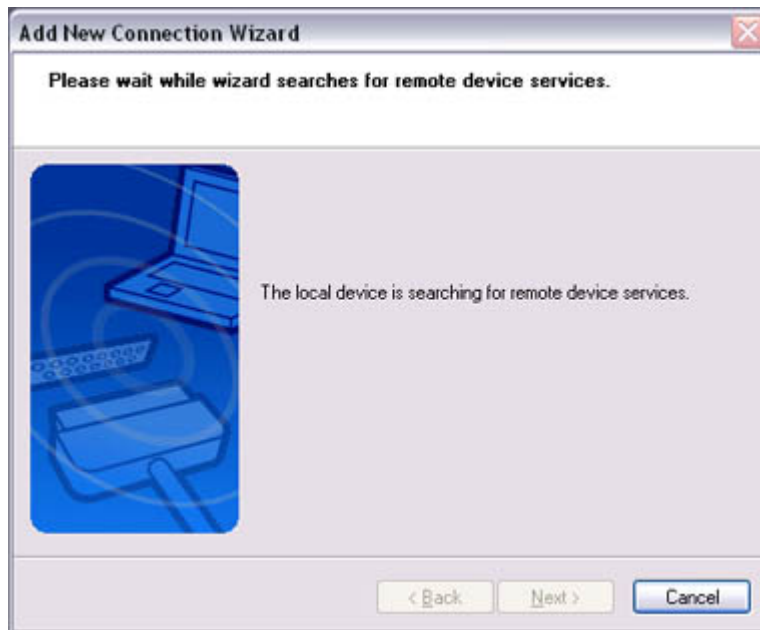 Add New Connection Wizard
Please wait while wizard searches for remote device services.
The local device is searching for remote device services.
< Back
Next >
Cancel